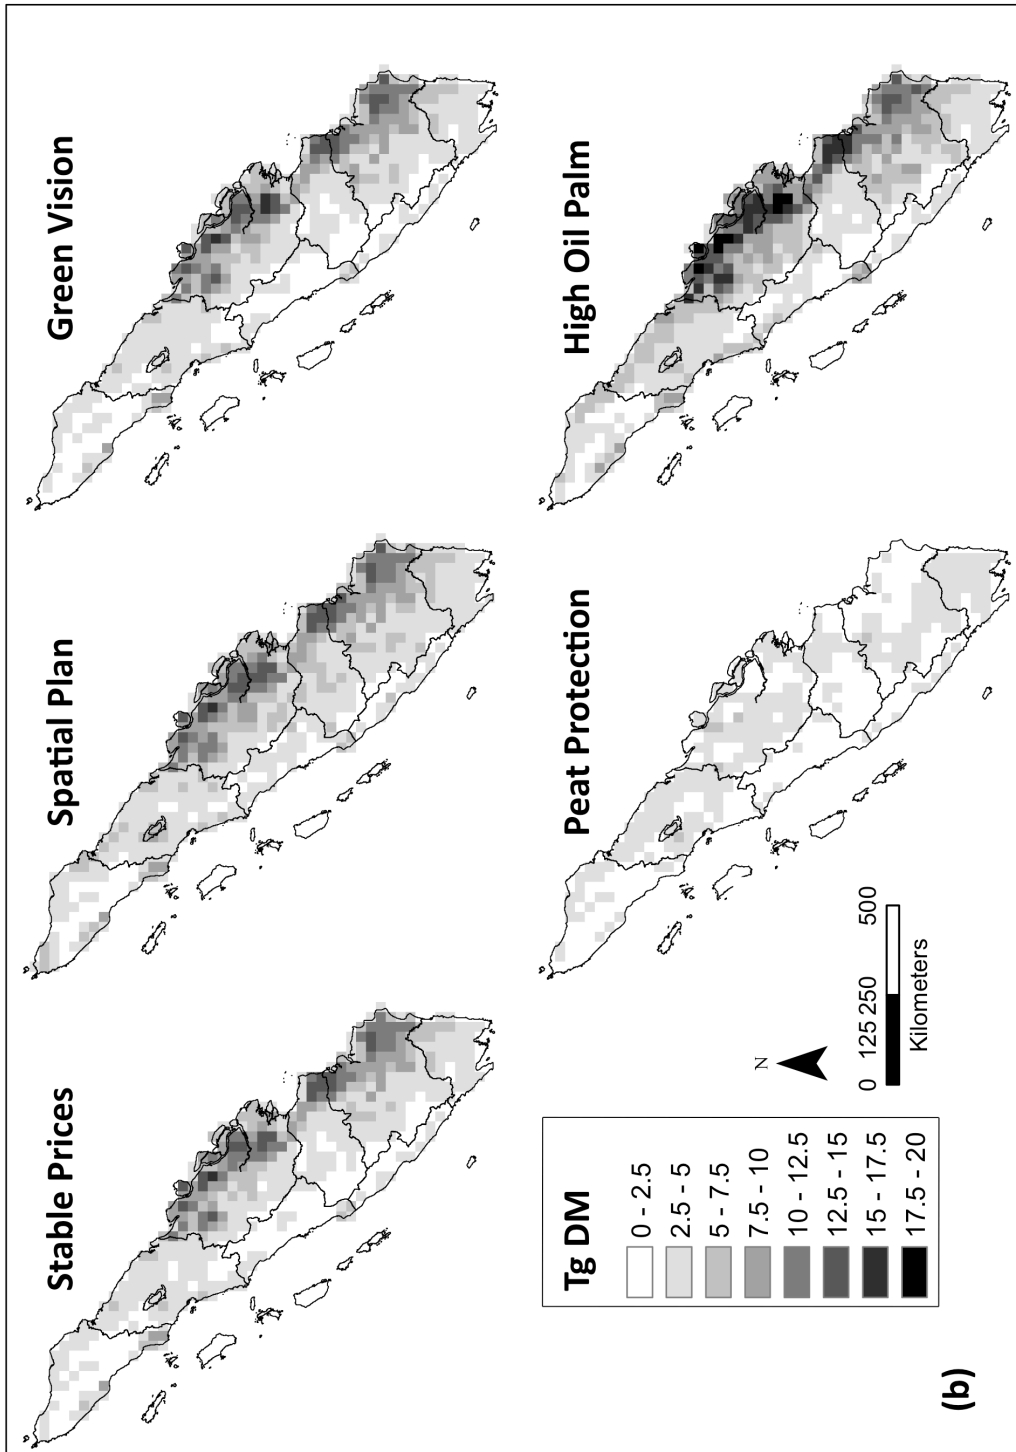 Stable Prices
Spatial Plan
Green Vision
Peat Protection
High Oil Palm
Tg DM
0 - 2.5
2.5 - 5
5 - 7.5
7.5 - 10
10 - 12.5
12.5 - 15
15 - 17.5
17.5 - 20
N
0 125 250 500
Kilometers
(b)